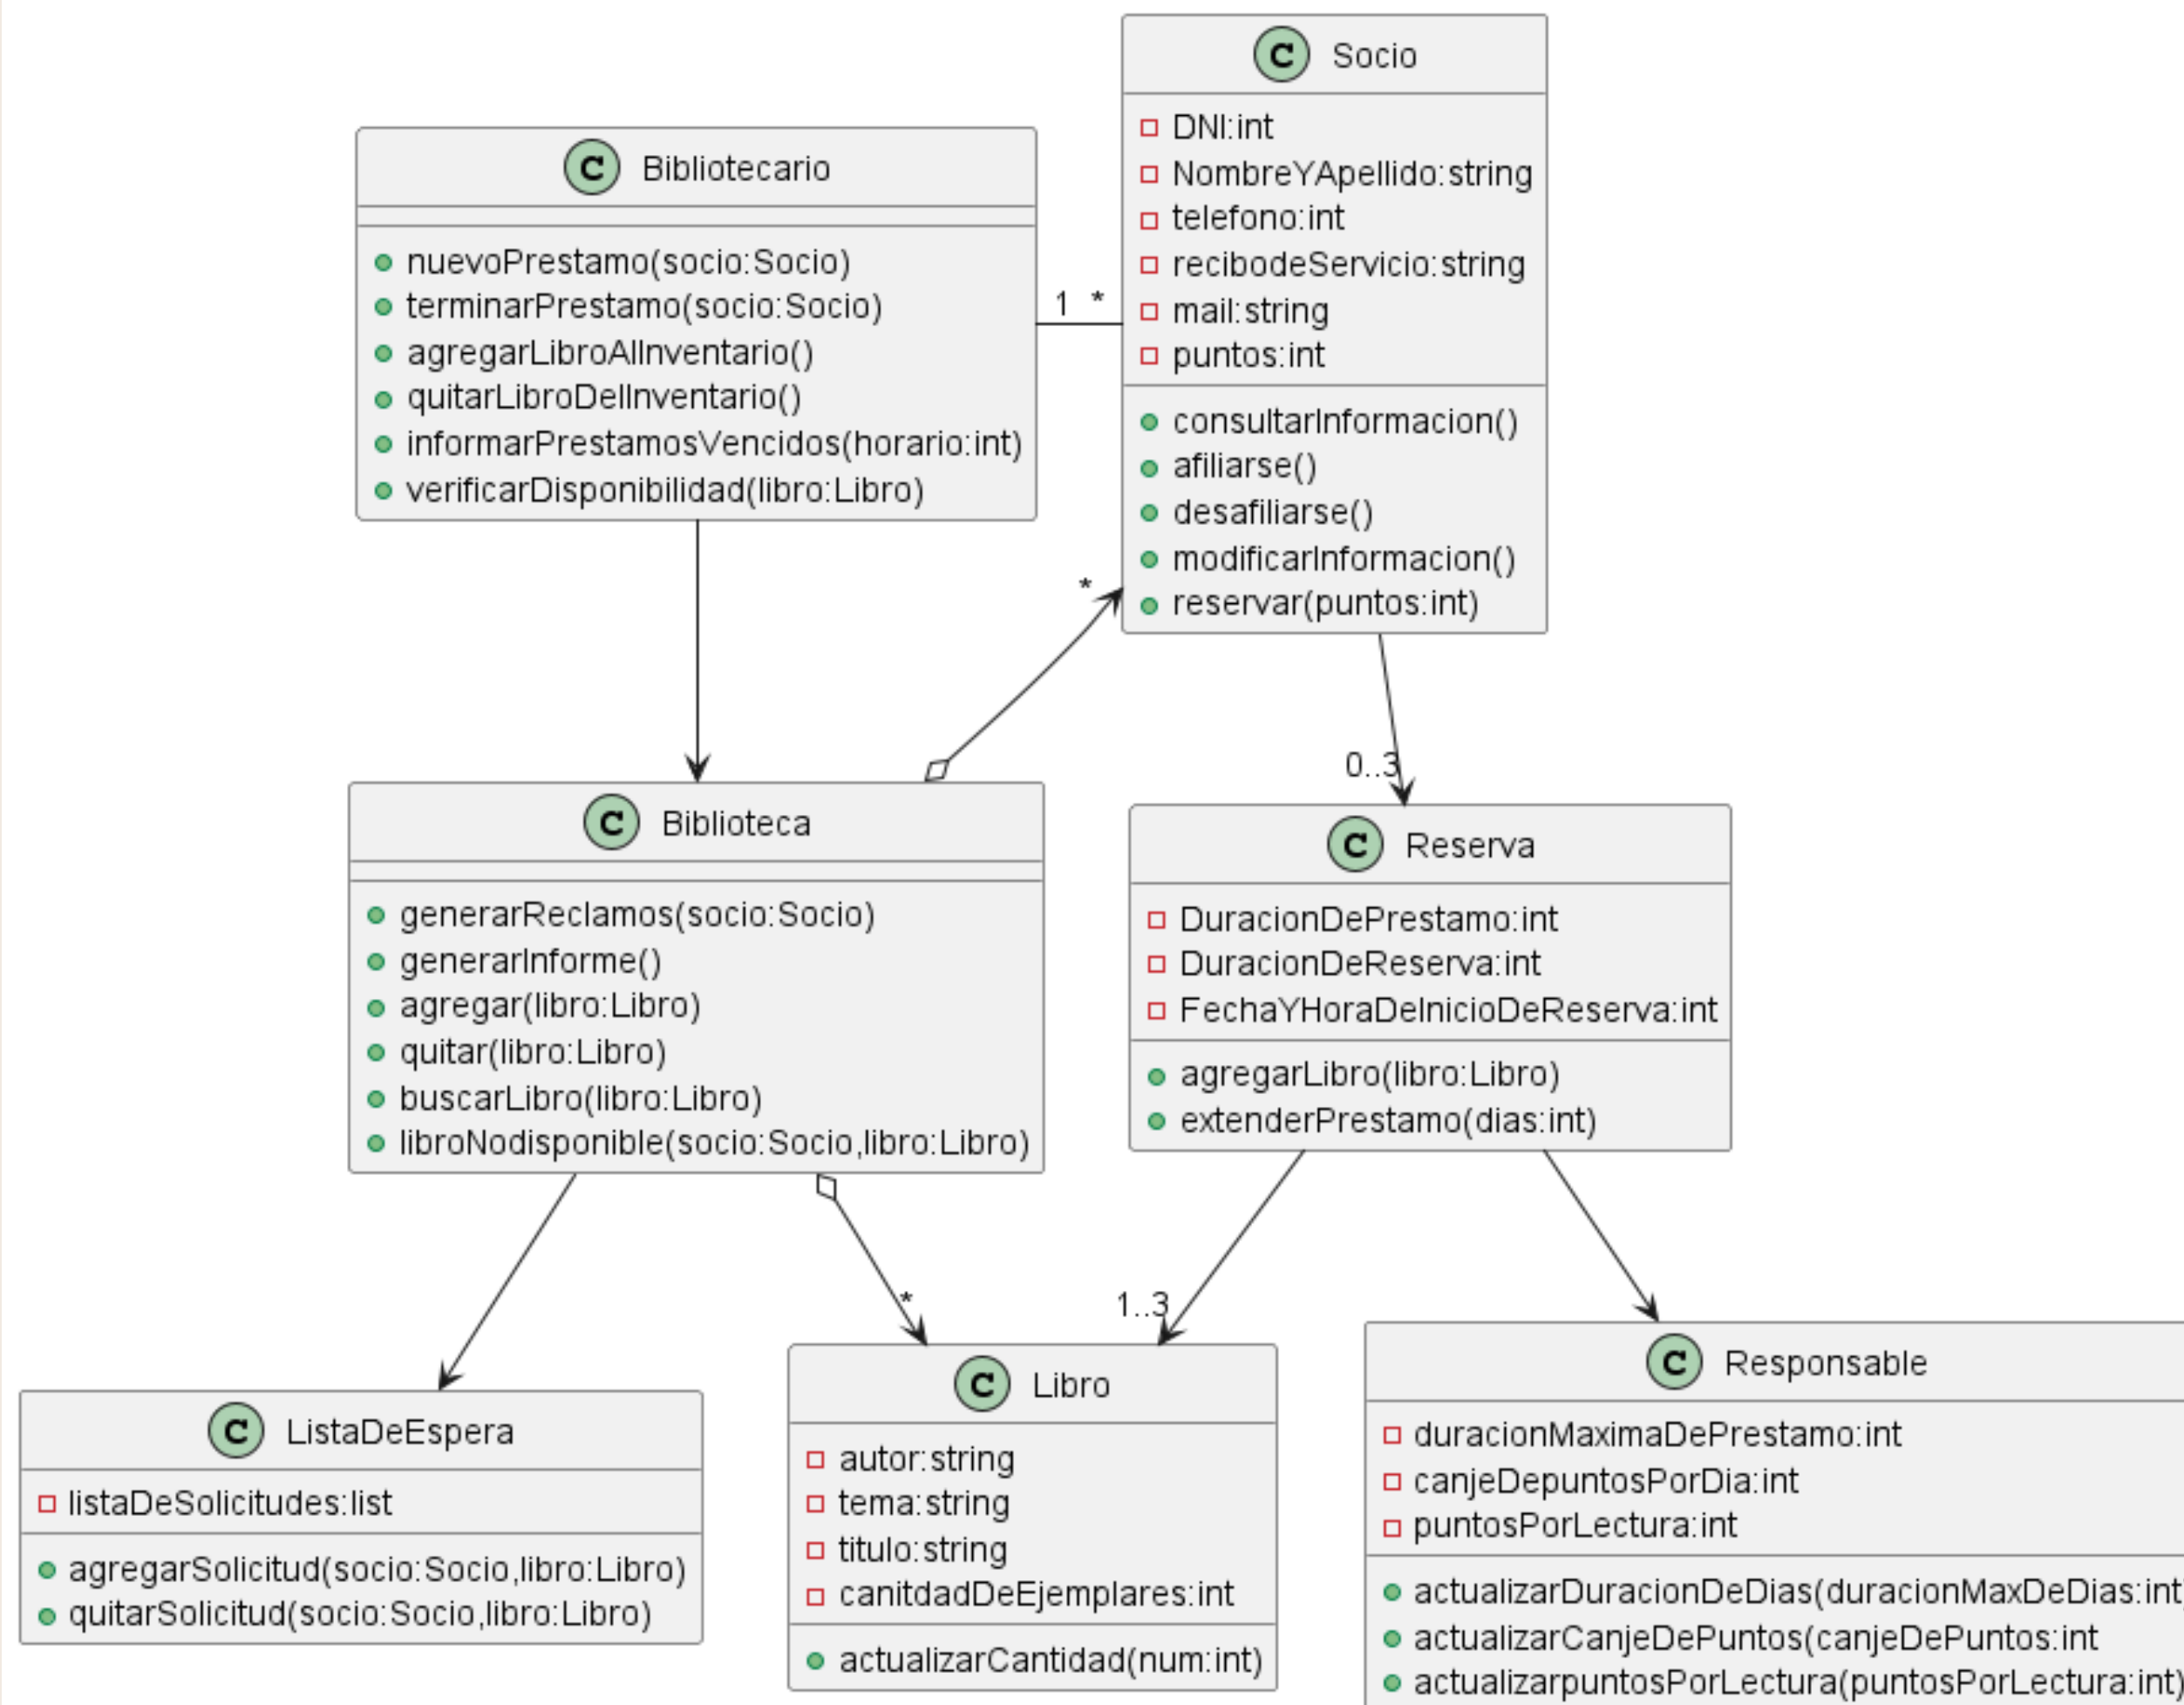 C Socio
DNI:int
NombreYApellido:string
telefono:int
recibodeServicio:string
mail:string
puntos:int
consultarInformacion()
afiliarse()
desafiliarse()
modificarInformacion()
reservar(puntos:int)
C Bibliotecario
nuevoPrestamo(socio:Socio)
terminarPrestamo(socio:Socio)
agregarLibroAlInventario()
quitarLibroDelInventario()
informarPrestamosVencidos(horario:int)
verificarDisponibilidad(libro:Libro)
1 *
*
0..3
C Biblioteca
generarReclamos(socio:Socio)
generarInforme()
agregar(libro:Libro)
quitar(libro:Libro)
buscarLibro(libro:Libro)
libroNodisponible(socio:Socio,libro:Libro)
C Reserva
DuracionDePrestamo:int
DuracionDeReserva:int
FechaYHoraDeInicioDeReserva:int
agregarLibro(libro:Libro)
extenderPrestamo(dias:int)
*
1..3
C ListaDeEspera
listaDeSolicitudes:list
agregarSolicitud(socio:Socio,libro:Libro)
quitarSolicitud(socio:Socio,libro:Libro)
C Libro
autor:string
tema:string
titulo:string
canitdadDeEjemplares:int
actualizarCantidad(num:int)
C Responsable
duracionMaximaDePrestamo:int
canjeDepuntosPorDia:int
puntosPorLectura:int
actualizarDuracionDeDias(duracionMaxDeDias:int
actualizarCanjeDePuntos(canjeDePuntos:int
actualizarpuntosPorLectura(puntosPorLectura:int)